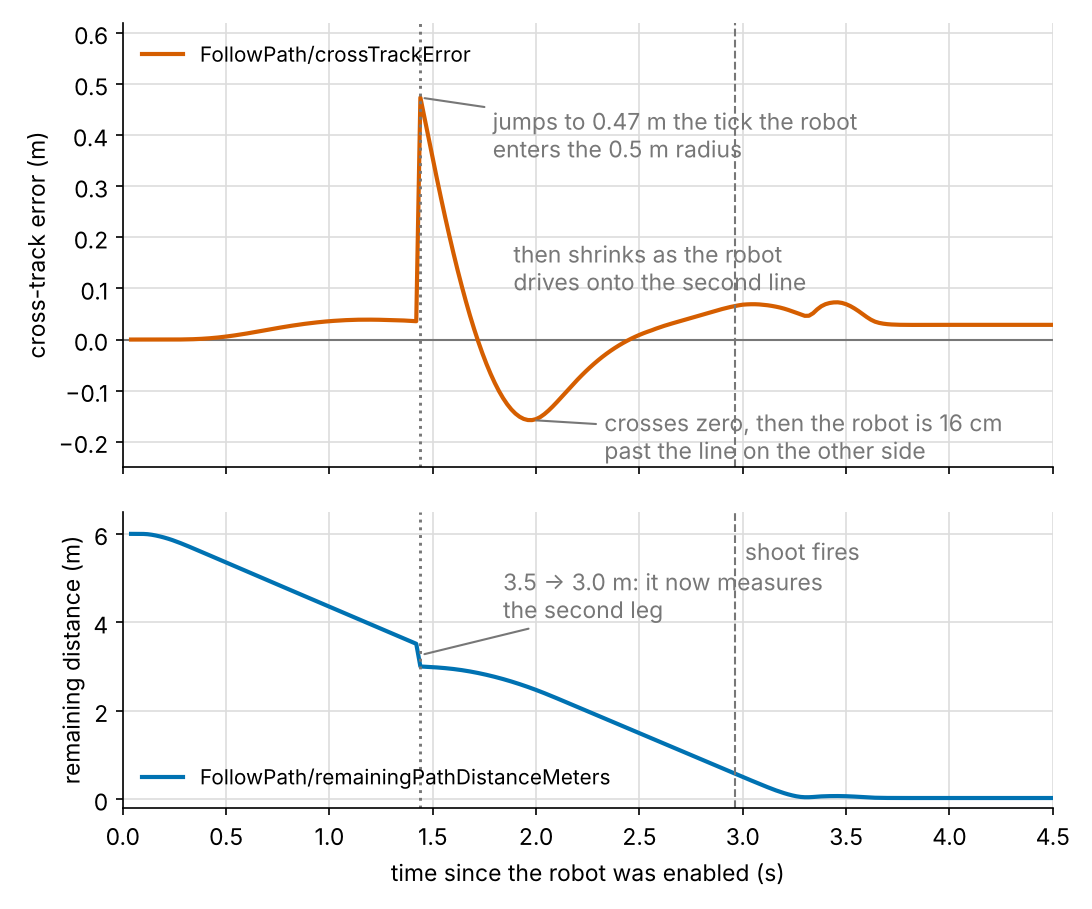 FollowPath/crossTrackError
0.6
0.5
0.4
0.3
0.2
0.1
0.0
−0.1
−0.2
cross-track error (m)
jumps to 0.47 m the tick the robot
enters the 0.5 m radius
then shrinks as the robot
drives onto the second line
crosses zero, then the robot is 16 cm
past the line on the other side
6
4
2
0
remaining distance (m)
shoot fires
3.5 → 3.0 m: it now measures
the second leg
FollowPath/remainingPathDistanceMeters
0.0 0.5 1.0 1.5 2.0 2.5 3.0 3.5 4.0 4.5
time since the robot was enabled (s)